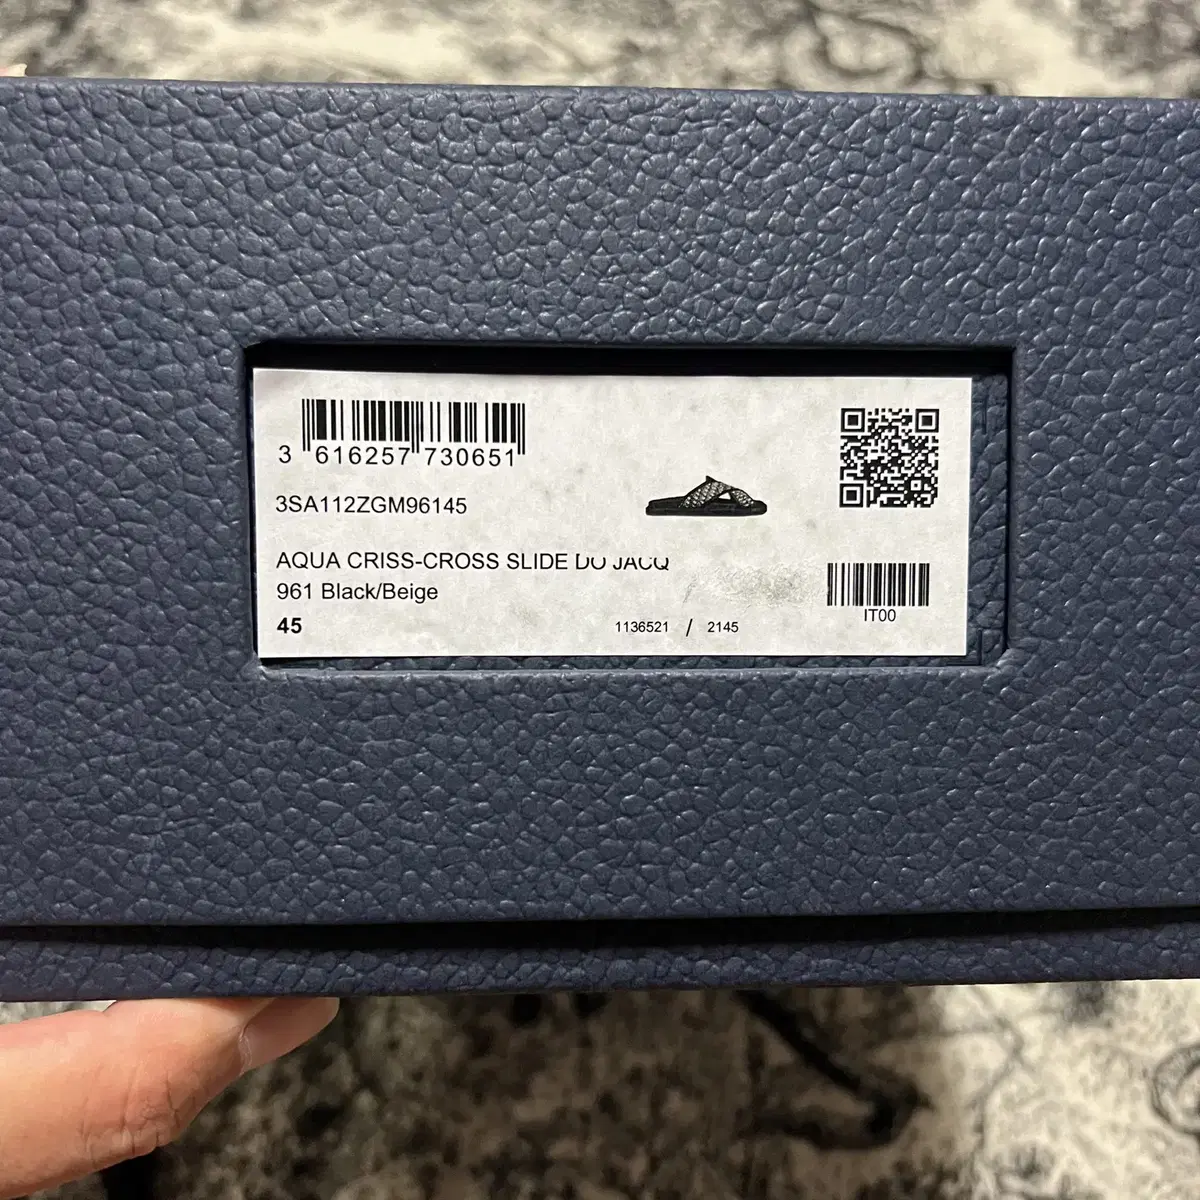 3 616257 730651
3SA112ZGM96145
AQUA CRISS-CROSS SLIDE DO JACQ
961 Black/Beige
45
1136521 / 2145
IT00